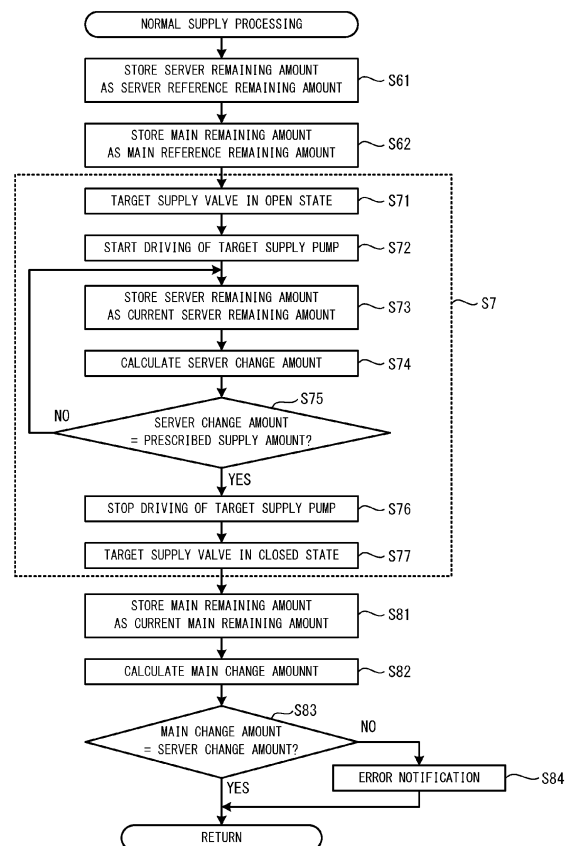 NORMAL SUPPLY PROCESSING
STORE SERVER REMAINING AMOUNT
AS SERVER REFERENCE REMAINING AMOUNT
S61
STORE MAIN REMAINING AMOUNT
AS MAIN REFERENCE REMAINING AMOUNT
S62
TARGET SUPPLY VALVE IN OPEN STATE
S71
START DRIVING OF TARGET SUPPLY PUMP
S72
STORE SERVER REMAINING AMOUNT
AS CURRENT SERVER REMAINING AMOUNT
S73
S7
CALCULATE SERVER CHANGE AMOUNT
S74
S75
NO
SERVER CHANGE AMOUNT
= PRESCRIBED SUPPLY AMOUNT?
YES
STOP DRIVING OF TARGET SUPPLY PUMP
S76
TARGET SUPPLY VALVE IN CLOSED STATE
S77
STORE MAIN REMAINING AMOUNT
AS CURRENT MAIN REMAINING AMOUNT
S81
CALCULATE MAIN CHANGE AMOUNNT
S82
S83
MAIN CHANGE AMOUNT
= SERVER CHANGE AMOUNT?
NO
ERROR NOTIFICATION
S84
YES
RETURN